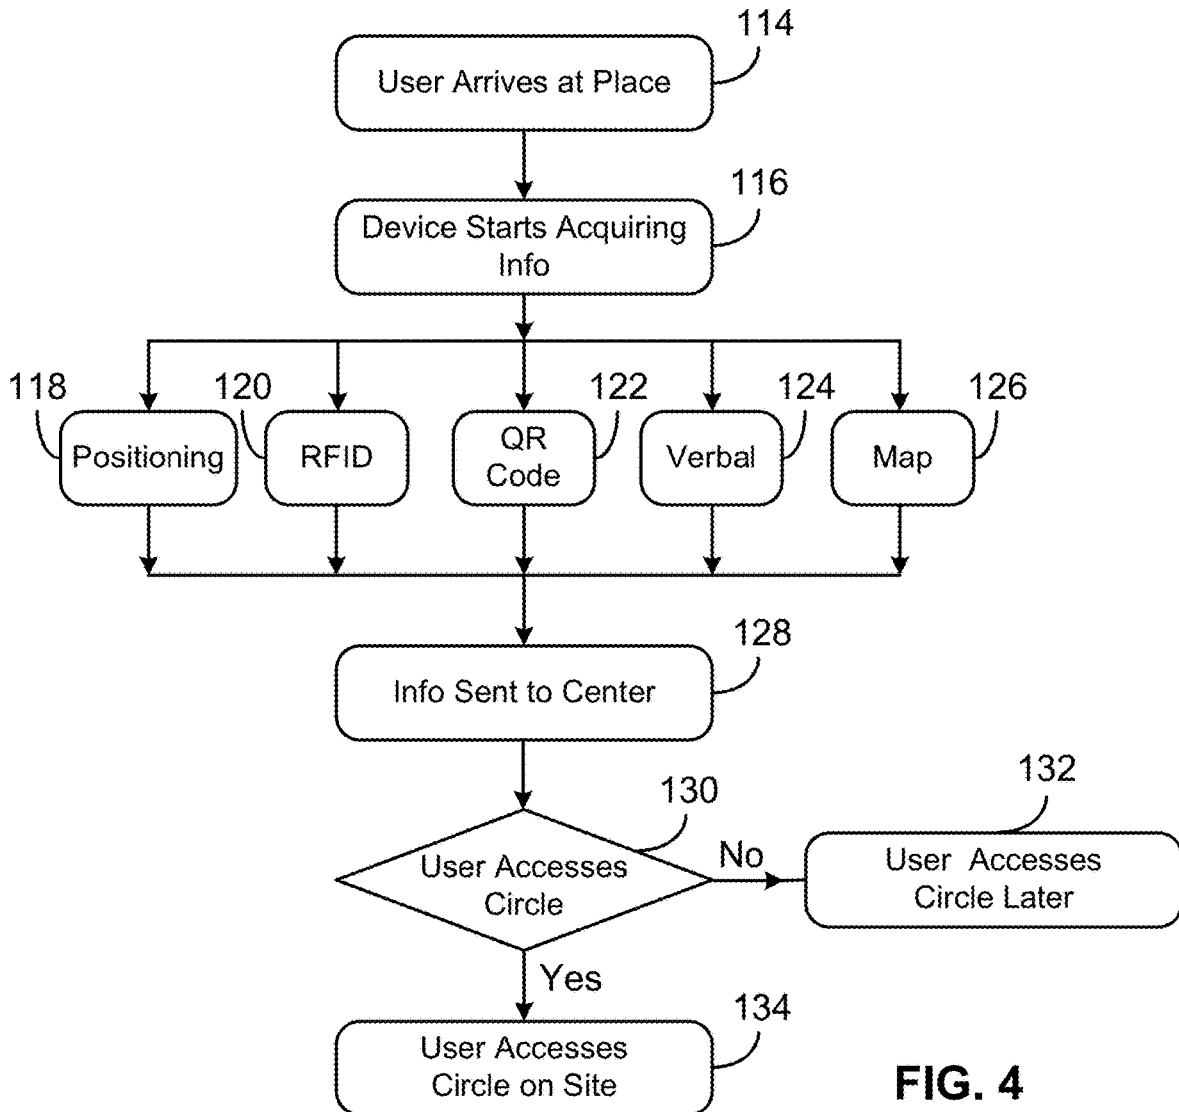 114
User Arrives at Place
116
Device Starts Acquiring
Info
118
120
122
124
126
Positioning
RFID
QR
Code
Verbal
Map
128
Info Sent to Center
130
132
User Accesses
Circle
No
User Accesses
Circle Later
Yes
134
User Accesses
Circle on Site
FIG. 4